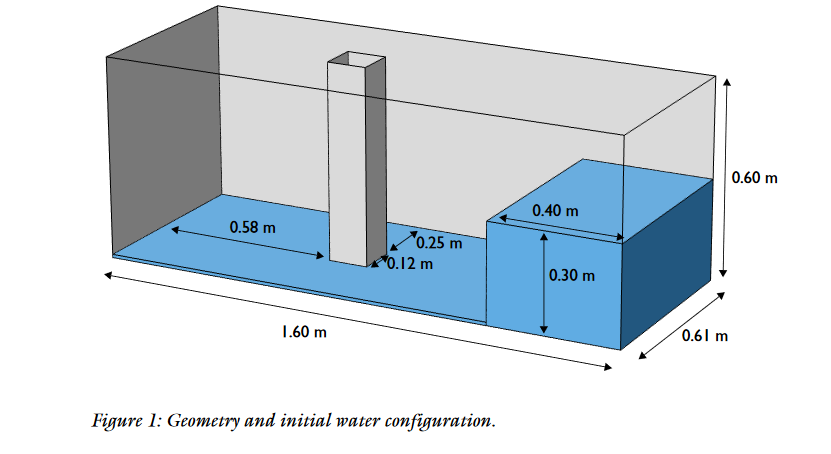 0.60 m
0.40 m
0.58 m
0.25 m
0.12 m
0.30 m
1.60 m
0.61 m
Figure 1: Geometry and initial water configuration.